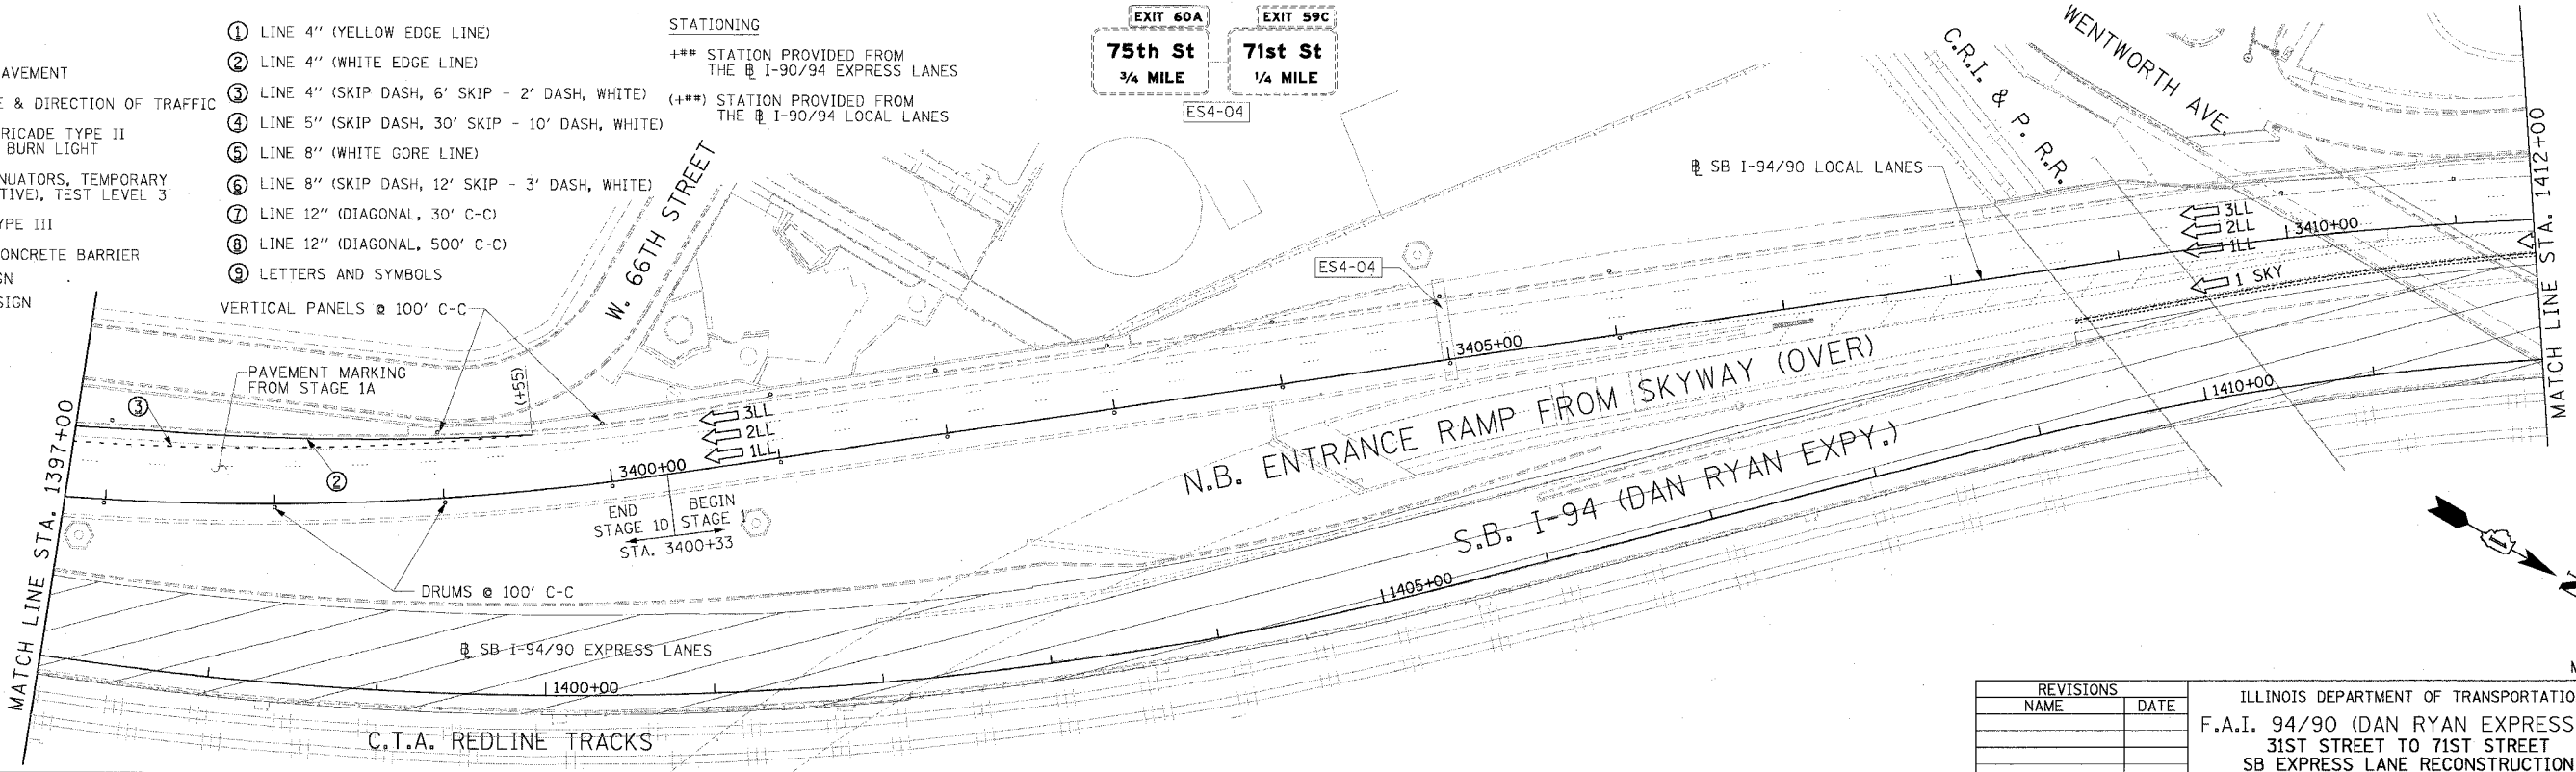 AVEMENT
E & DIRECTION OF TRAFFIC
RICADE TYPE II
BURN LIGHT
NUATORS, TEMPORARY
TIVE), TEST LEVEL 3
YPE III
ONCRETE BARRIER
GN
SIGN
① LINE 4" (YELLOW EDGE LINE)
② LINE 4" (WHITE EDGE LINE)
③ LINE 4" (SKIP DASH, 6' SKIP - 2' DASH, WHITE)
④ LINE 5" (SKIP DASH, 30' SKIP - 10' DASH, WHITE)
⑤ LINE 8" (WHITE GORE LINE)
⑥ LINE 8" (SKIP DASH, 12' SKIP - 3' DASH, WHITE)
⑦ LINE 12" (DIAGONAL, 30' C-C)
⑧ LINE 12" (DIAGONAL, 500' C-C)
⑨ LETTERS AND SYMBOLS
STATIONING
+** STATION PROVIDED FROM
THE B I-90/94 EXPRESS LANES
(+**) STATION PROVIDED FROM
THE B I-90/94 LOCAL LANES
EXIT 60A
75th St
3/4 MILE
EXIT 59C
71st St
1/4 MILE
ES4-04
WENTWORTH AVE.
C.R.I. & P. R.R.
W. 66TH STREET
B SB I-94/90 LOCAL LANES
MATCH LINE STA. 1412+00
3LL
2LL
1LL
3410+00
1 SKY
ES4-04
VERTICAL PANELS @ 100' C-C
PAVEMENT MARKING
FROM STAGE 1A
(+55)
③
②
3LL
2LL
1LL
3400+00
3405+00
END
STAGE 1D
BEGIN
STAGE 1
STA. 3400+33
N.B. ENTRANCE RAMP FROM SKYWAY (OVER)
S.B. I-94 (DAN RYAN EXPY.)
1410+00
1405+00
DRUMS @ 100' C-C
B SB I-94/90 EXPRESS LANES
1400+00
MATCH LINE STA. 1397+00
C.T.A. REDLINE TRACKS
REVISIONS
NAME
DATE
ILLINOIS DEPARTMENT OF TRANSPORTATIO
F.A.I. 94/90 (DAN RYAN EXPRESS
31ST STREET TO 71ST STREET
SB EXPRESS LANE RECONSTRUCTION